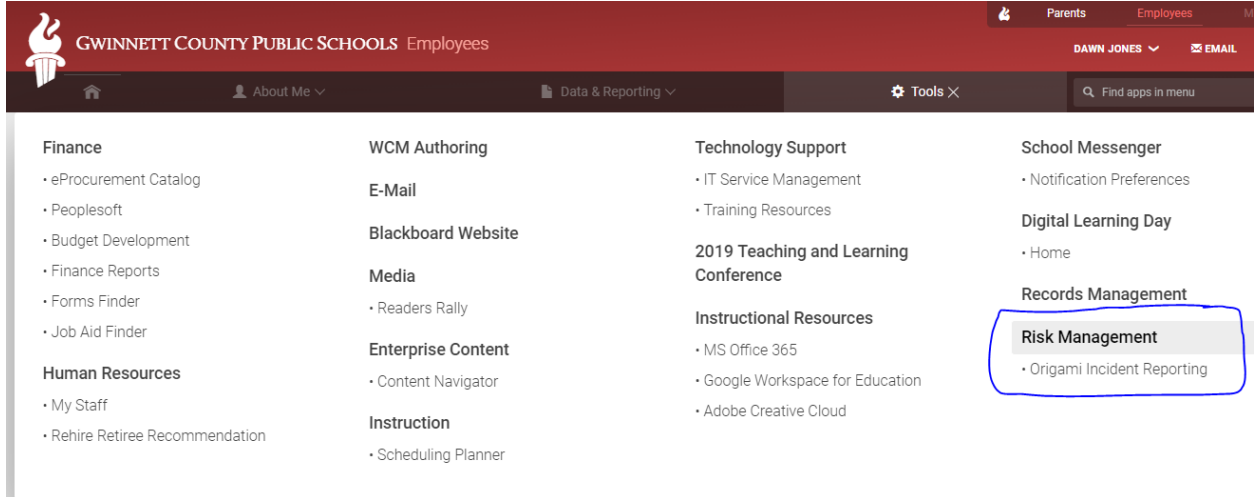 Parents Employees
GWINNETT COUNTY PUBLIC SCHOOLS Employees
DAWN JONES EMAIL
About Me
Data & Reporting
Tools
Find apps in menu
Finance
• eProcurement Catalog
• Peoplesoft
• Budget Development
• Finance Reports
• Forms Finder
• Job Aid Finder
Human Resources
• My Staff
• Rehire Retiree Recommendation
WCM Authoring
E-Mail
Blackboard Website
Media
• Readers Rally
Enterprise Content
• Content Navigator
Instruction
• Scheduling Planner
Technology Support
• IT Service Management
• Training Resources
2019 Teaching and Learning
Conference
Instructional Resources
• MS Office 365
• Google Workspace for Education
• Adobe Creative Cloud
School Messenger
• Notification Preferences
Digital Learning Day
• Home
Records Management
Risk Management
• Origami Incident Reporting